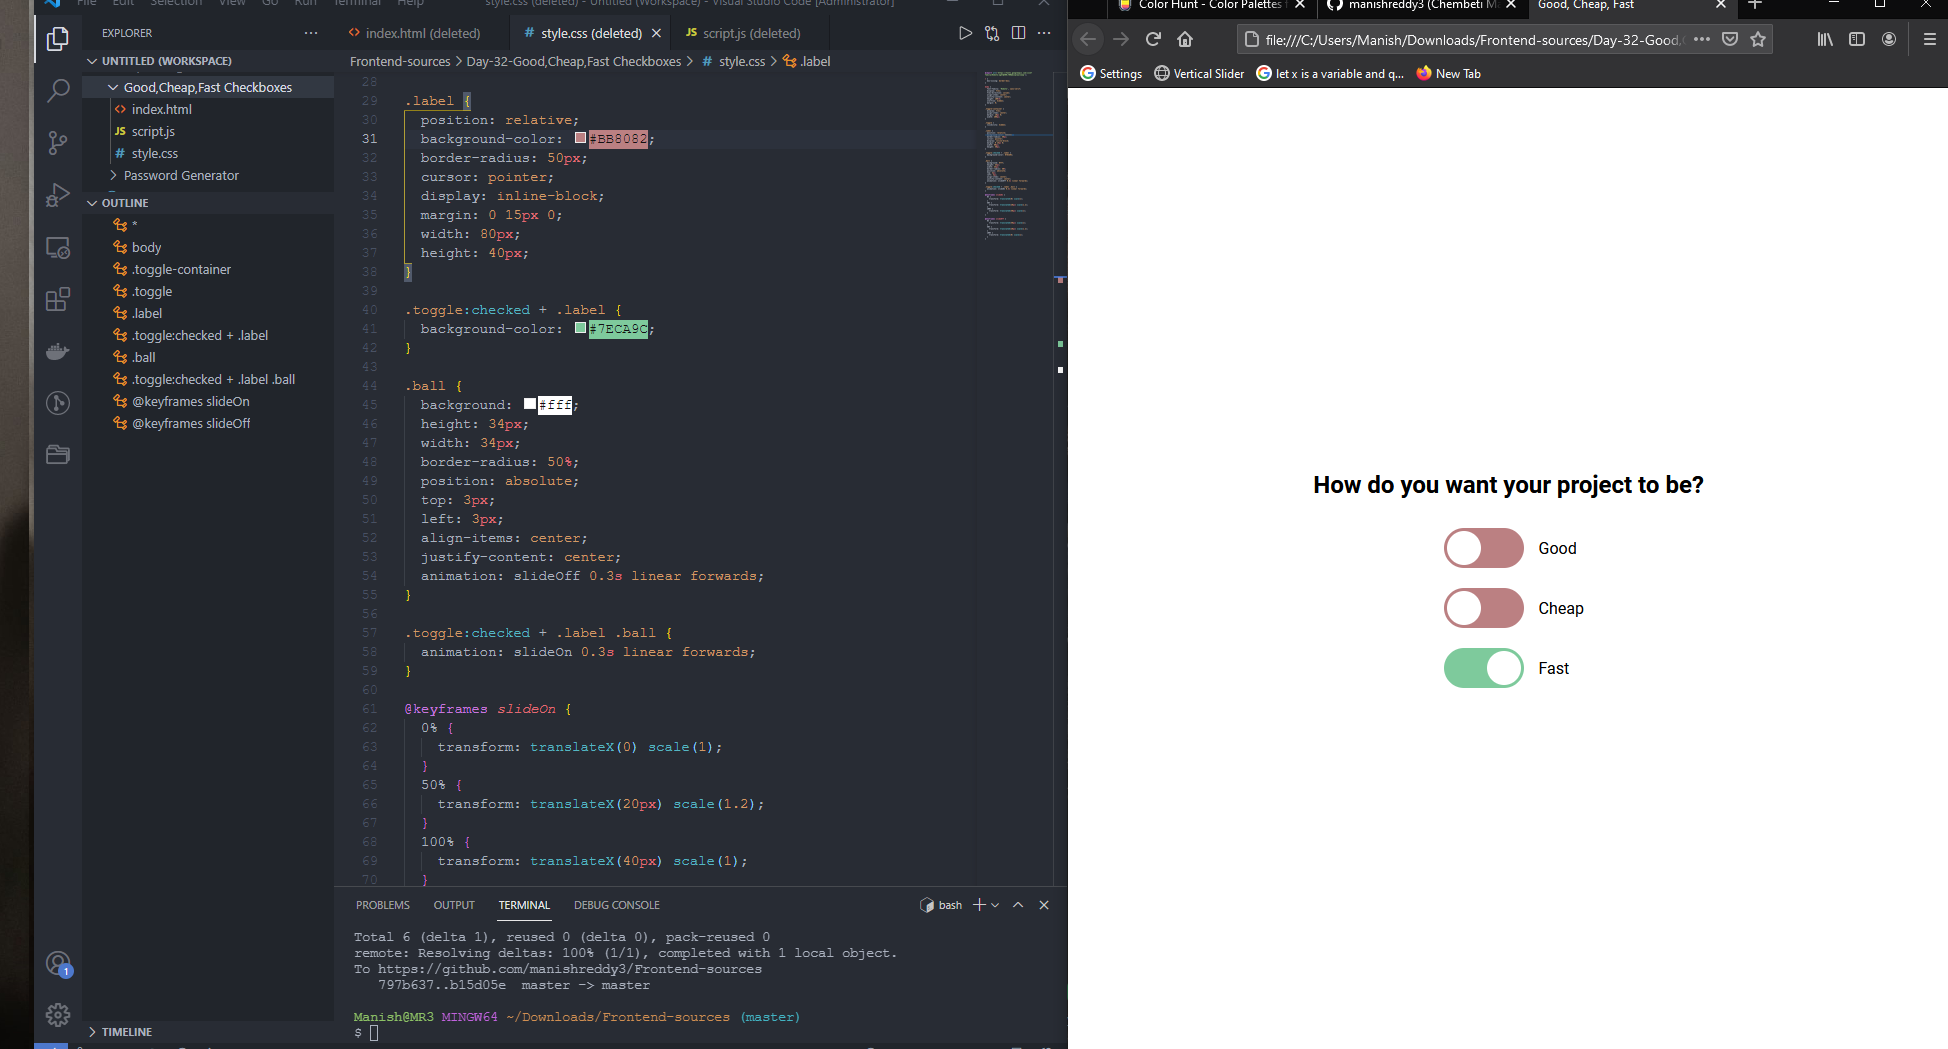 File Edit Selection View Go Run Terminal Help
style.css (deleted) - Untitled (Workspace) - Visual Studio Code [Administrator]
EXPLORER
UNTITLED (WORKSPACE)
Good,Cheap,Fast Checkboxes
<> index.html
JS script.js
# style.css
Password Generator
OUTLINE
*
body
.toggle-container
.toggle
.label
.toggle:checked + .label
.ball
.toggle:checked + .label .ball
@keyframes slideOn
@keyframes slideOff
TIMELINE
1
<> index.html (deleted)
# style.css (deleted)
JS script.js (deleted)
Frontend-sources > Day-32-Good,Cheap,Fast Checkboxes > # style.css > .label
28
29 .label {
30 position: relative;
31 background-color: #BB8082;
32 border-radius: 50px;
33 cursor: pointer;
34 display: inline-block;
35 margin: 0 15px 0;
36 width: 80px;
37 height: 40px;
38 }
39
40 .toggle:checked + .label {
41 background-color: #7ECA9C;
42 }
43
44 .ball {
45 background: #fff;
46 height: 34px;
47 width: 34px;
48 border-radius: 50%;
49 position: absolute;
50 top: 3px;
51 left: 3px;
52 align-items: center;
53 justify-content: center;
54 animation: slideOff 0.3s linear forwards;
55 }
56
57 .toggle:checked + .label .ball {
58 animation: slideOn 0.3s linear forwards;
59 }
60
61 @keyframes slideOn {
62 0% {
63 transform: translateX(0) scale(1);
64 }
65 50% {
66 transform: translateX(20px) scale(1.2);
67 }
68 100% {
69 transform: translateX(40px) scale(1);
70 }
PROBLEMS OUTPUT TERMINAL DEBUG CONSOLE
bash
Total 6 (delta 1), reused 0 (delta 0), pack-reused 0
remote: Resolving deltas: 100% (1/1), completed with 1 local object.
To https://github.com/manishreddy3/Frontend-sources
797b637..b15d05e master -> master
Manish@MR3 MINGW64 ~/Downloads/Frontend-sources (master)
$
Color Hunt - Color Palettes
manishreddy3 (Chembeti M
Good, Cheap, Fast
file:///C:/Users/Manish/Downloads/Frontend-sources/Day-32-Good,
Settings
Vertical Slider
let x is a variable and q...
New Tab
How do you want your project to be?
Good
Cheap
Fast